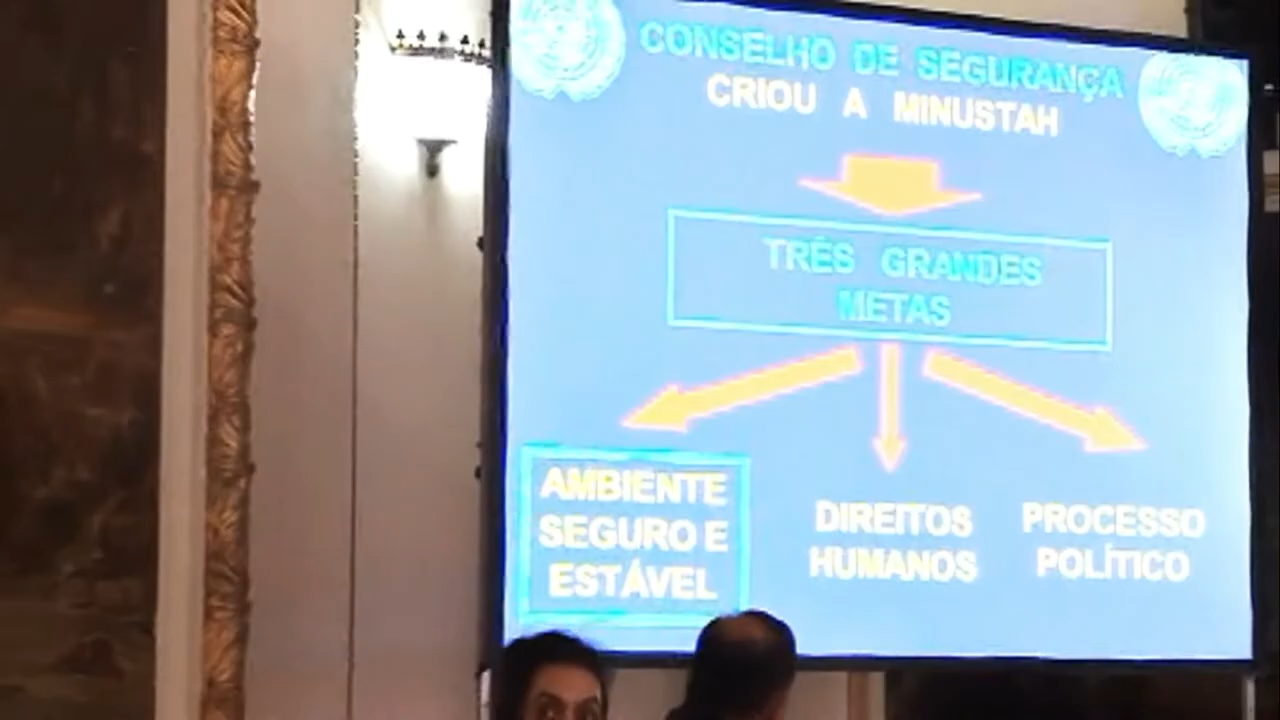 CONSELHO DE SEGURANÇA
CRIOU A MINUSTAH
TRÊS GRANDES
METAS
AMBIENTE
SEGURO E
ESTÁVEL
DIREITOS
HUMANOS
PROCESSO
POLÍTICO